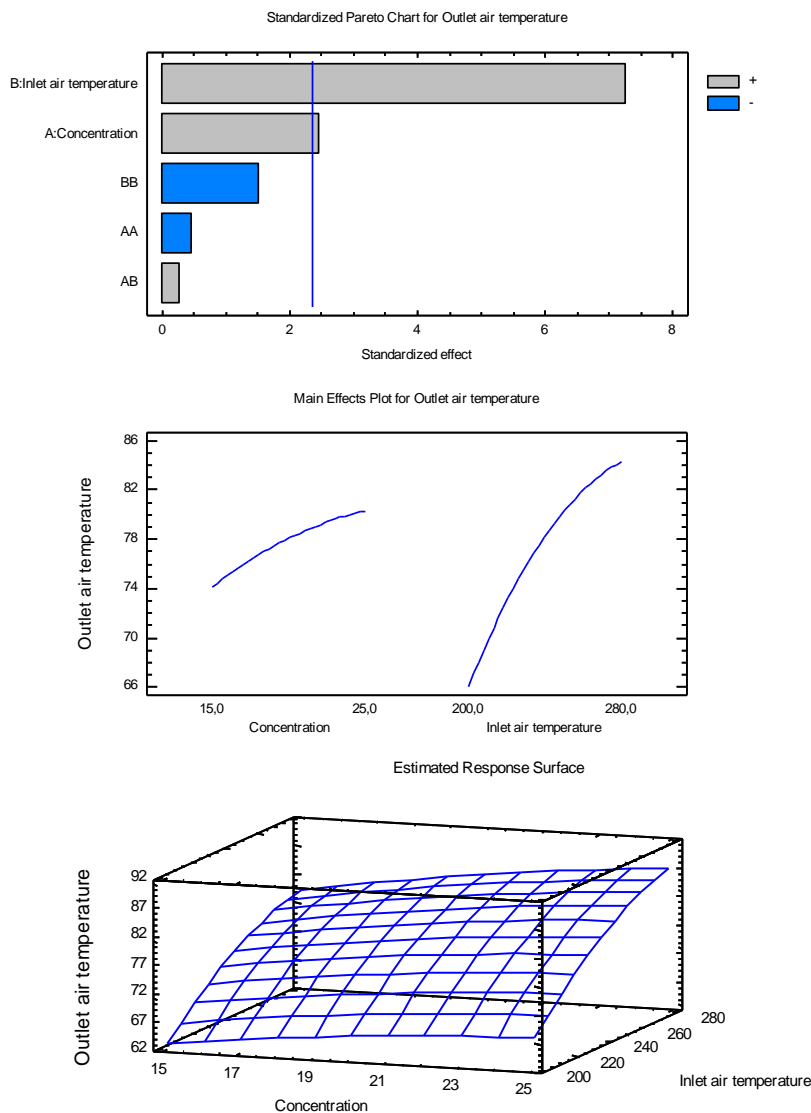 Standardized Pareto Chart for Outlet air temperature
B:Inlet air temperature
A:Concentration
BB
AA
AB
+
-
0 2 4 6 8
Standardized effect
Main Effects Plot for Outlet air temperature
Outlet air temperature
86
82
78
74
70
66
15,0 25,0 200,0 280,0
Concentration Inlet air temperature
Estimated Response Surface
Outlet air temperature
92
87
82
77
72
67
62
15 17 19 21 23 25
Concentration
200 220 240 260 280
Inlet air temperature